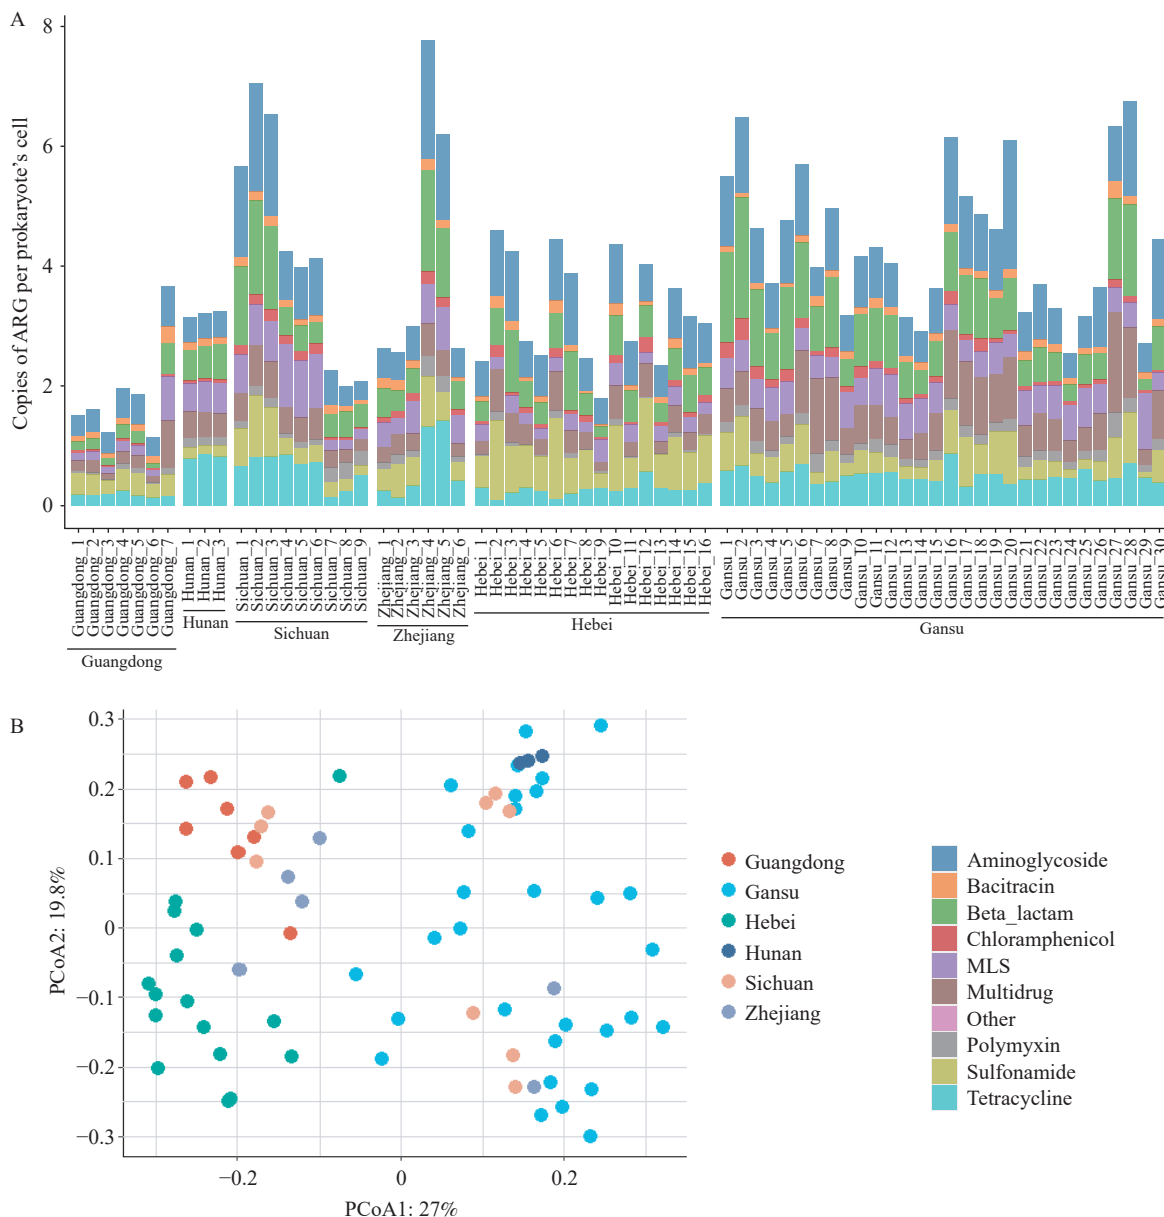 A
Copies of ARG per prokaryote's cell
8
6
4
2
0
Guangdong_1
Guangdong_2
Guangdong_3
Guangdong_4
Guangdong_5
Guangdong_6
Guangdong_7
Hunan_1
Hunan_2
Hunan_3
Sichuan_1
Sichuan_2
Sichuan_3
Sichuan_4
Sichuan_5
Sichuan_6
Sichuan_7
Sichuan_8
Sichuan_9
Zhejiang_1
Zhejiang_2
Zhejiang_3
Zhejiang_4
Zhejiang_5
Zhejiang_6
Hebei_1
Hebei_2
Hebei_3
Hebei_4
Hebei_5
Hebei_6
Hebei_7
Hebei_8
Hebei_9
Hebei_10
Hebei_11
Hebei_12
Hebei_13
Hebei_14
Hebei_15
Hebei_16
Gansu_1
Gansu_2
Gansu_3
Gansu_4
Gansu_5
Gansu_6
Gansu_7
Gansu_8
Gansu_9
Gansu_10
Gansu_11
Gansu_12
Gansu_13
Gansu_14
Gansu_15
Gansu_16
Gansu_17
Gansu_18
Gansu_19
Gansu_20
Gansu_21
Gansu_22
Gansu_23
Gansu_24
Gansu_25
Gansu_26
Gansu_27
Gansu_28
Gansu_29
Gansu_30
Guangdong
Hunan
Sichuan
Zhejiang
Hebei
Gansu
B
PCoA2: 19.8%
0.3
0.2
0.1
0
−0.1
−0.2
−0.3
−0.2
0
0.2
PCoA1: 27%
Guangdong
Gansu
Hebei
Hunan
Sichuan
Zhejiang
Aminoglycoside
Bacitracin
Beta_lactam
Chloramphenicol
MLS
Multidrug
Other
Polymyxin
Sulfonamide
Tetracycline